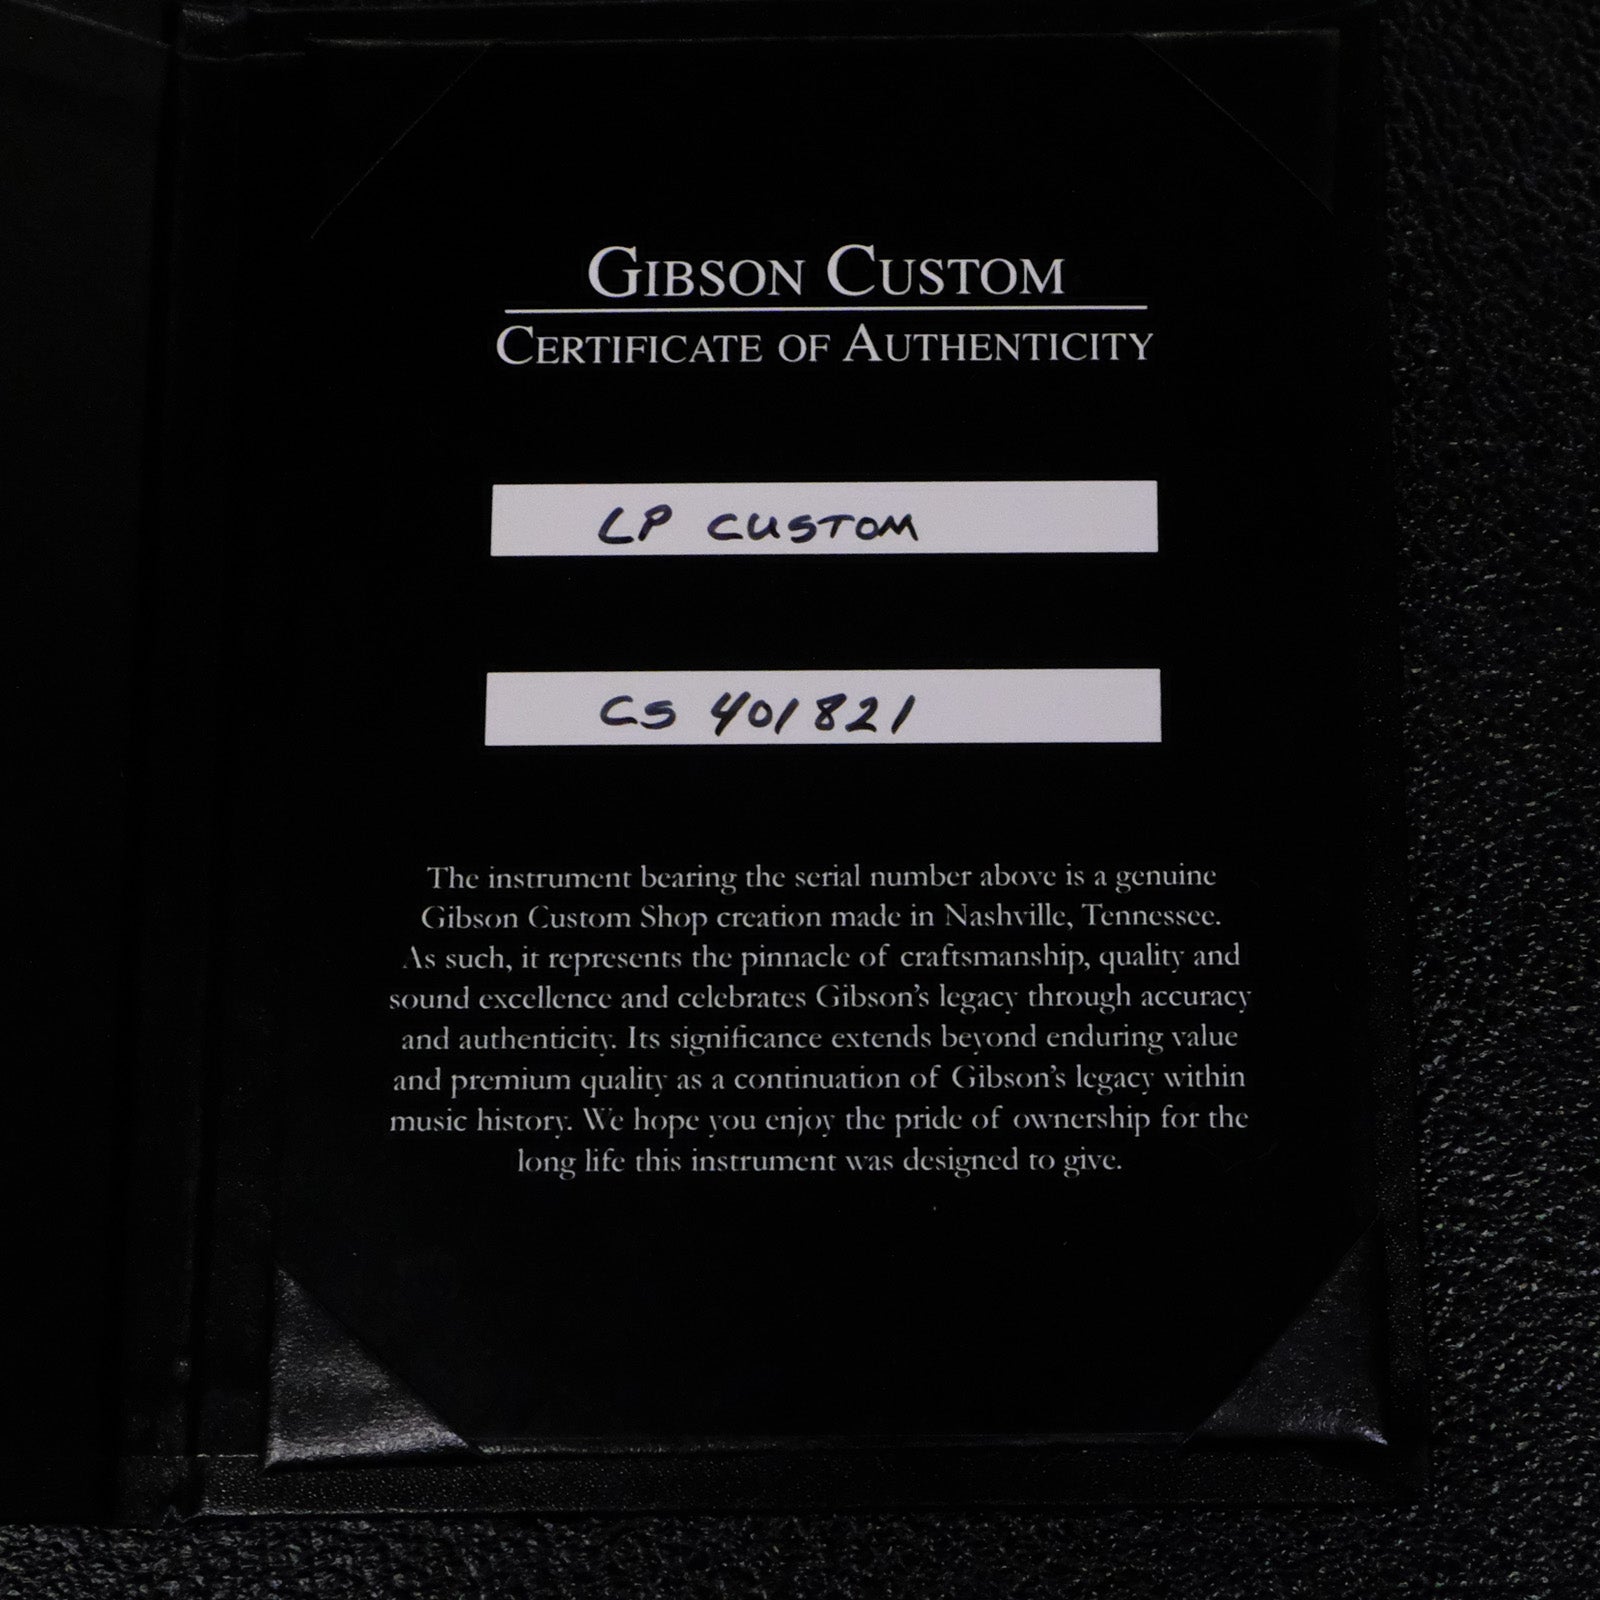 GIBSON CUSTOM
CERTIFICATE OF AUTHENTICITY
LP CUSTOM
CS 401821
The instrument bearing the serial number above is a genuine
Gibson Custom Shop creation made in Nashville, Tennessee.
As such, it represents the pinnacle of craftsmanship, quality and
sound excellence and celebrates Gibson's legacy through accuracy
and authenticity. Its significance extends beyond enduring value
and premium quality as a continuation of Gibson's legacy within
music history. We hope you enjoy the pride of ownership for the
long life this instrument was designed to give.